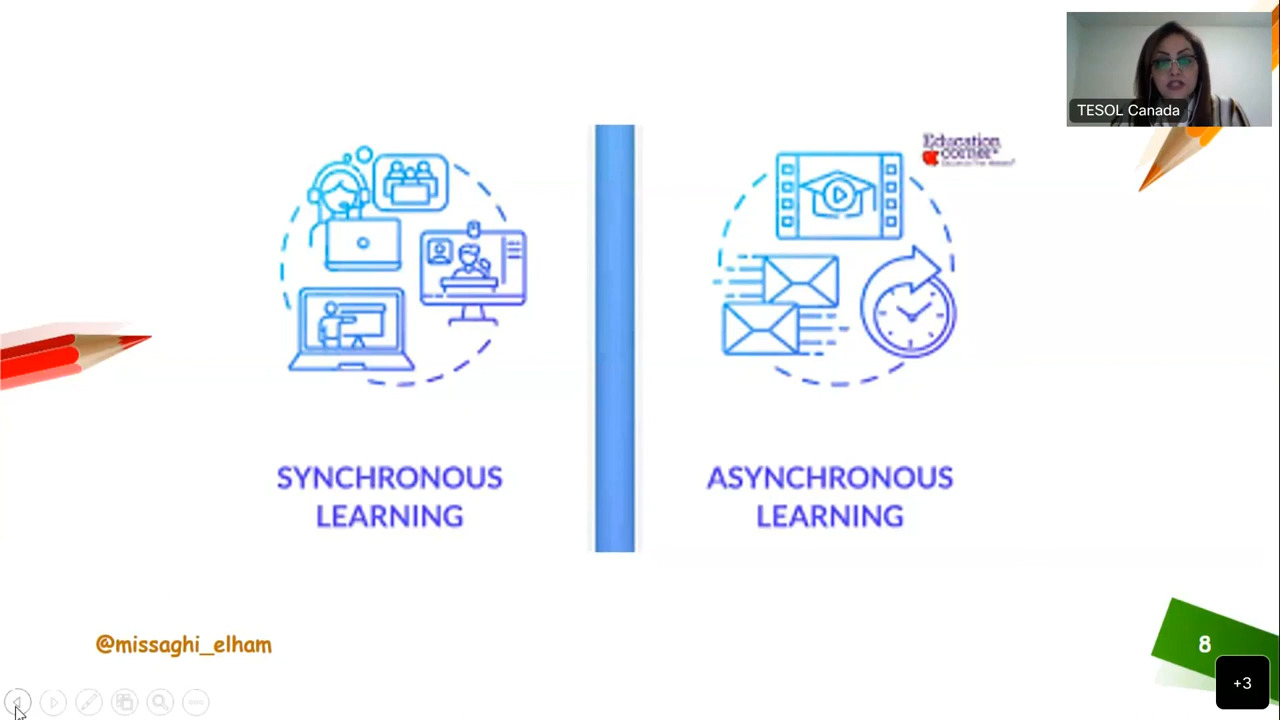 TESOL Canada
Education
corner
SYNCHRONOUS
LEARNING
ASYNCHRONOUS
LEARNING
@missaghi_elham
8
+3